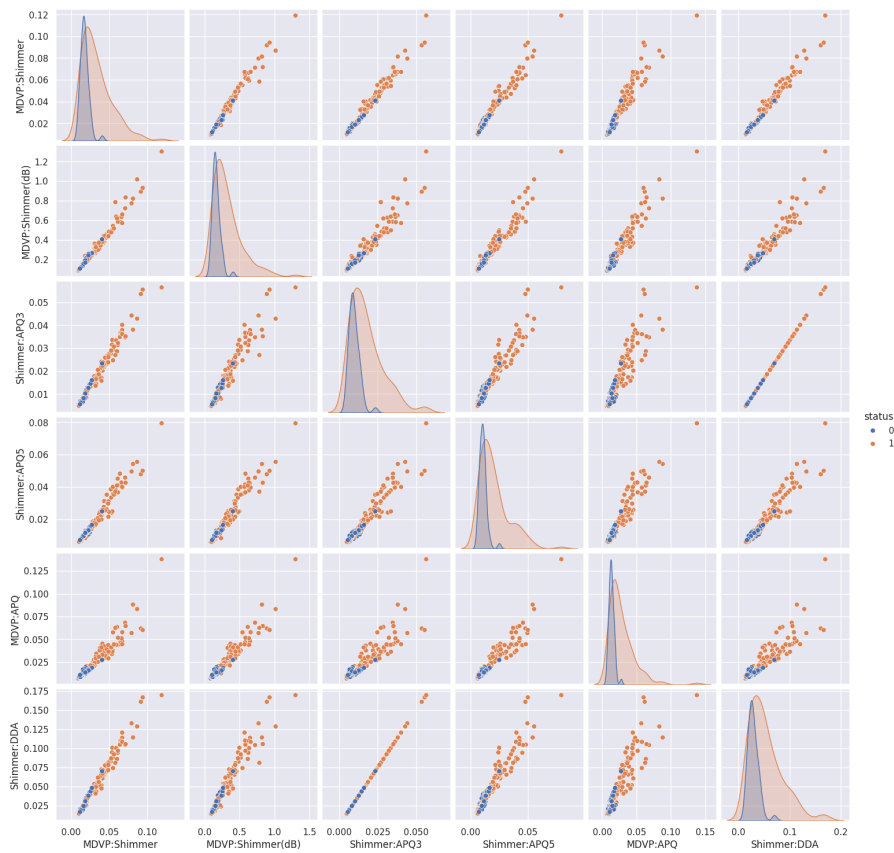 0.12
0.10
0.08
0.06
0.04
0.02
MDVP:Shimmer
1.2
1.0
0.8
0.6
0.4
0.2
MDVP:Shimmer(dB)
0.05
0.04
0.03
0.02
0.01
Shimmer:APQ3
status
0
1
0.08
0.06
0.04
0.02
Shimmer:APQ5
0.125
0.100
0.075
0.050
0.025
MDVP:APQ
0.175
0.150
0.125
0.100
0.075
0.050
0.025
Shimmer:DDA
0.00 0.05 0.10
0.0 0.5 1.0 1.5
0.000 0.025 0.050
0.00 0.05
0.00 0.05 0.10 0.15
0.0 0.1 0.2
MDVP:Shimmer
MDVP:Shimmer(dB)
Shimmer:APQ3
Shimmer:APQ5
MDVP:APQ
Shimmer:DDA